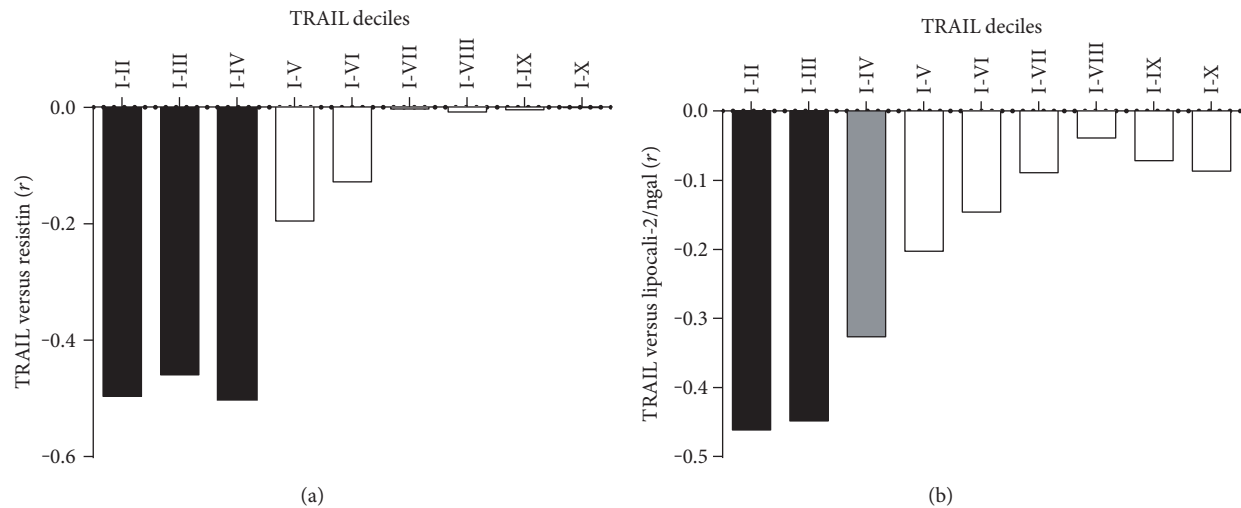 TRAIL deciles
I-II
I-III
I-IV
I-V
I-VI
I-VII
I-VIII
I-IX
I-X
0.0
-0.2
-0.4
-0.6
TRAIL versus resistin (r)
(a)
TRAIL deciles
I-II
I-III
I-IV
I-V
I-VI
I-VII
I-VIII
I-IX
I-X
0.0
-0.1
-0.2
-0.3
-0.4
-0.5
TRAIL versus lipocali-2/ngal (r)
(b)